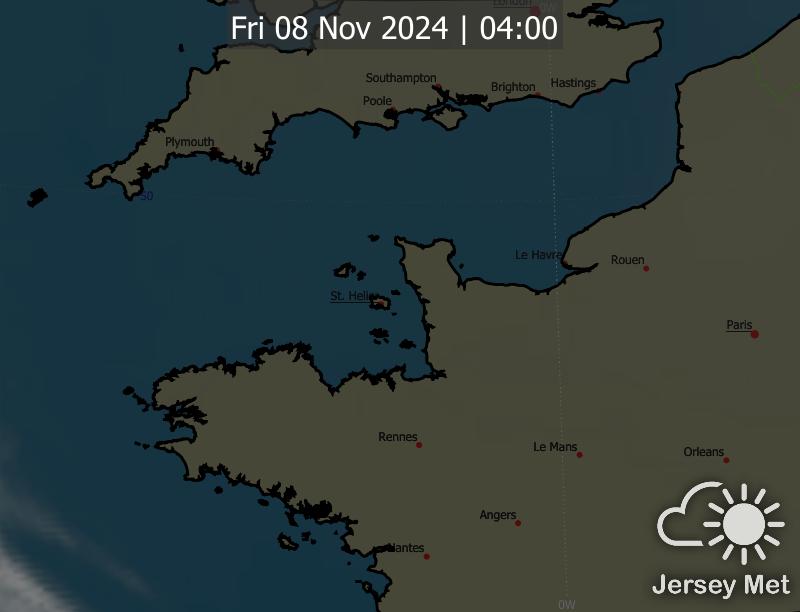 Fri 08 Nov 2024 | 04:00
London
0W
Southampton
Brighton
Hastings
Poole
Plymouth
50
Le Havre
Rouen
St. Helier
Paris
Rennes
Le Mans
Orleans
Angers
Nantes
Jersey Met
0W